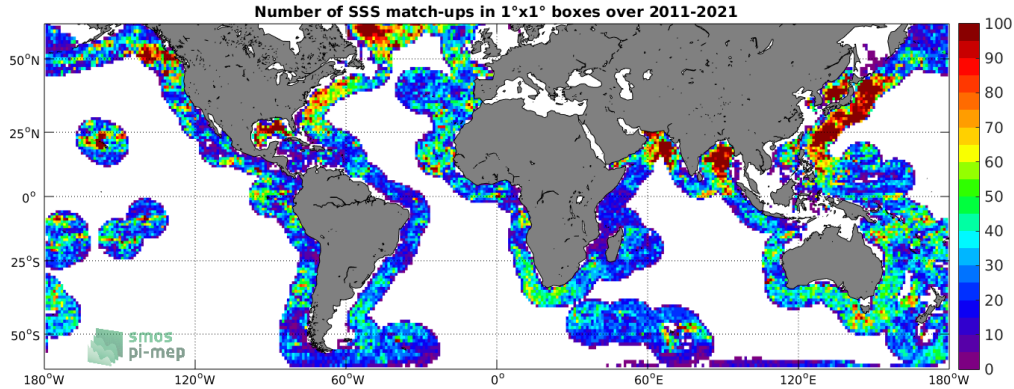 Number of SSS match-ups in 1°x1° boxes over 2011-2021
50°N
25°N
0°
25°S
50°S
180°W
120°W
60°W
0°
60°E
120°E
180°W
100
90
80
70
60
50
40
30
20
10
0
smos
pi-mep